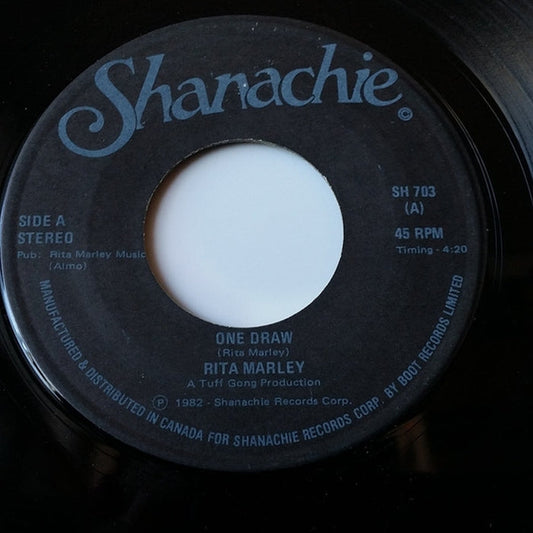 Shanachie ©
SIDE A
STEREO
Pub: Rita Marley Music
(Almo)
SH 703
(A)
45 RPM
Timing - 4:20
ONE DRAW
(Rita Marley)
RITA MARLEY
A Tuff Gong Production
Ⓟ 1982 - Shanachie Records Corp.
MANUFACTURED & DISTRIBUTED IN CANADA FOR SHANACHIE RECORDS CORP. BY BOOT RECORDS LIMITED